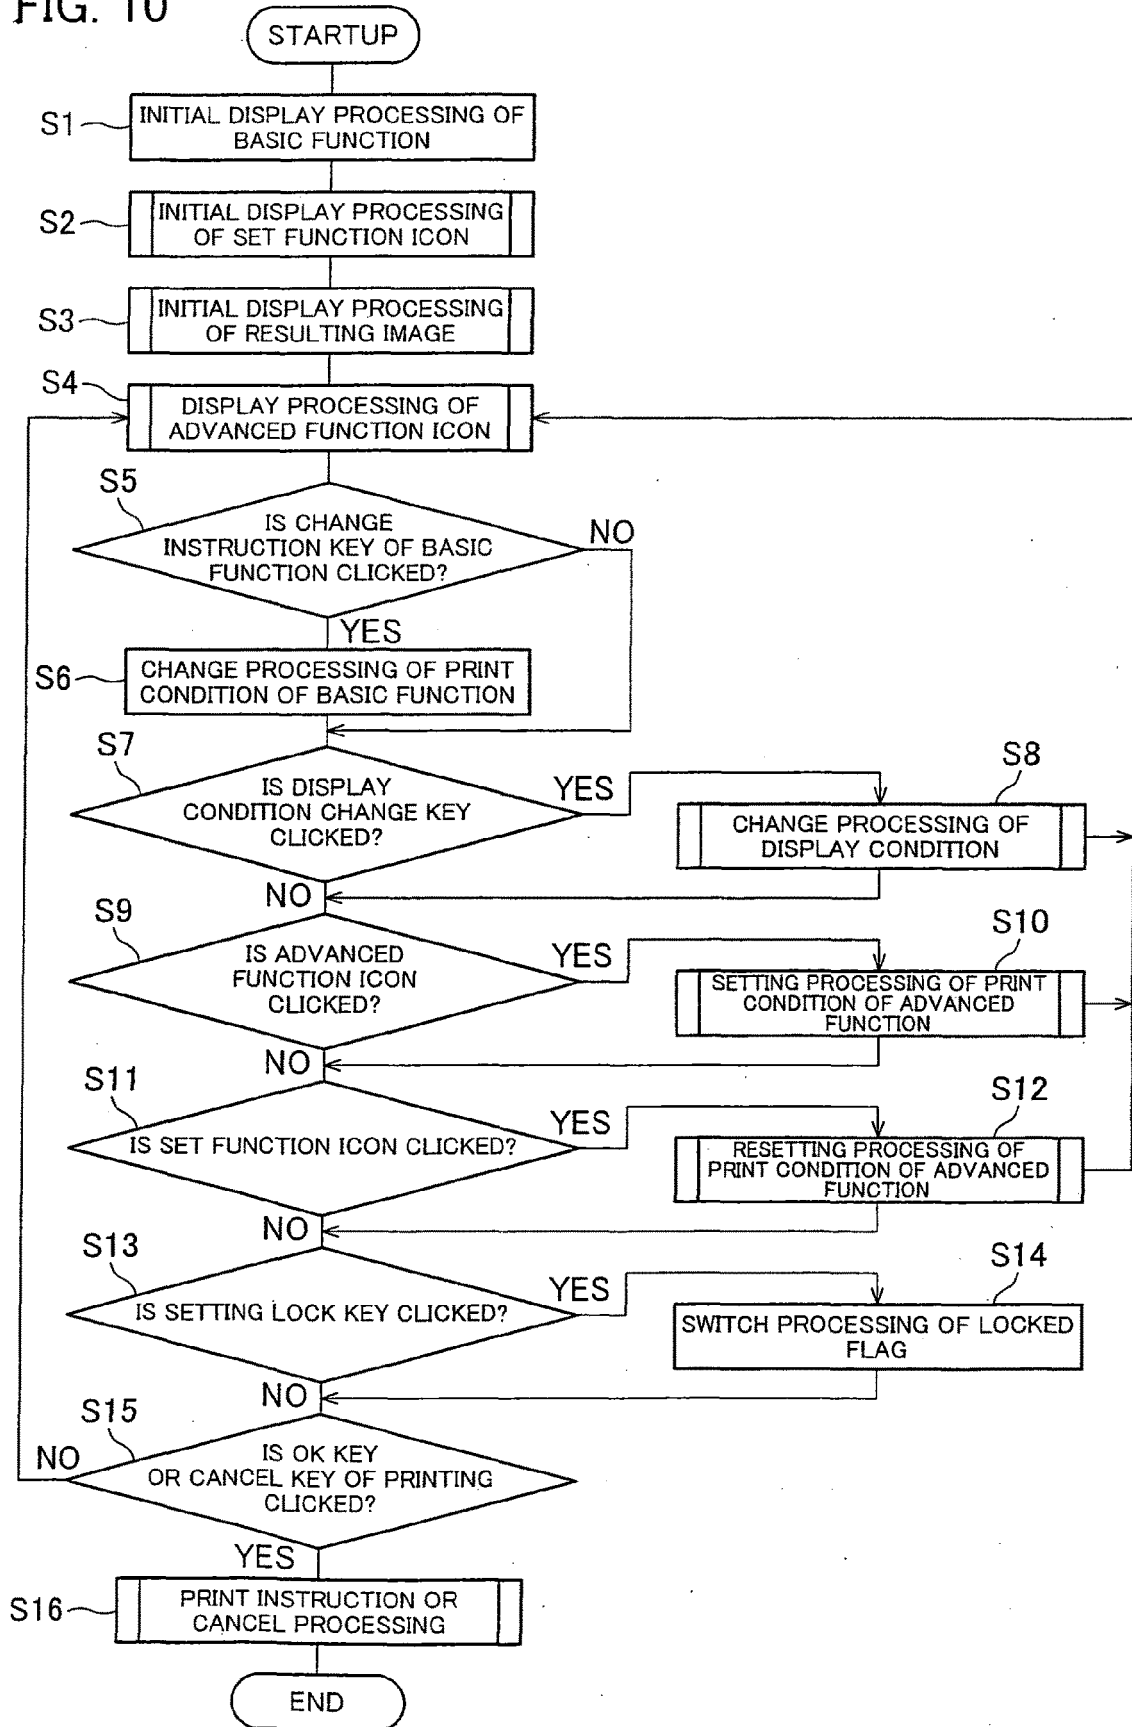 FIG. 10
STARTUP
S1
INITIAL DISPLAY PROCESSING OF
BASIC FUNCTION
S2
INITIAL DISPLAY PROCESSING
OF SET FUNCTION ICON
S3
INITIAL DISPLAY PROCESSING
OF RESULTING IMAGE
S4
DISPLAY PROCESSING OF
ADVANCED FUNCTION ICON
S5
IS CHANGE
INSTRUCTION KEY OF BASIC
FUNCTION CLICKED?
NO
YES
S6
CHANGE PROCESSING OF PRINT
CONDITION OF BASIC FUNCTION
S7
IS DISPLAY
CONDITION CHANGE KEY
CLICKED?
YES
S8
CHANGE PROCESSING OF
DISPLAY CONDITION
NO
S9
IS ADVANCED
FUNCTION ICON
CLICKED?
YES
S10
SETTING PROCESSING OF PRINT
CONDITION OF ADVANCED
FUNCTION
NO
S11
IS SET FUNCTION ICON CLICKED?
YES
S12
RESETTING PROCESSING OF
PRINT CONDITION OF ADVANCED
FUNCTION
NO
S13
IS SETTING LOCK KEY CLICKED?
YES
S14
SWITCH PROCESSING OF LOCKED
FLAG
NO
S15
IS OK KEY
OR CANCEL KEY OF PRINTING
CLICKED?
NO
YES
S16
PRINT INSTRUCTION OR
CANCEL PROCESSING
END